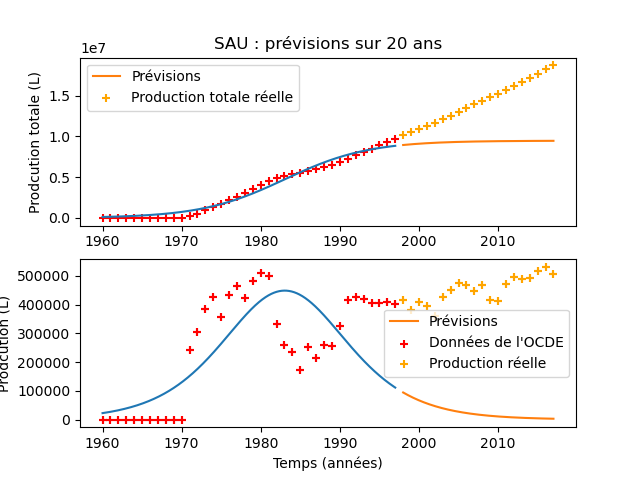 SAU : prévisions sur 20 ans
1e7
Prévisions
Production totale réelle
Prodcution totale (L)
1.5
1.0
0.5
0.0
1960 1970 1980 1990 2000 2010
Prodcution (L)
500000
400000
300000
200000
100000
0
Prévisions
Données de l'OCDE
Production réelle
1960 1970 1980 1990 2000 2010
Temps (années)